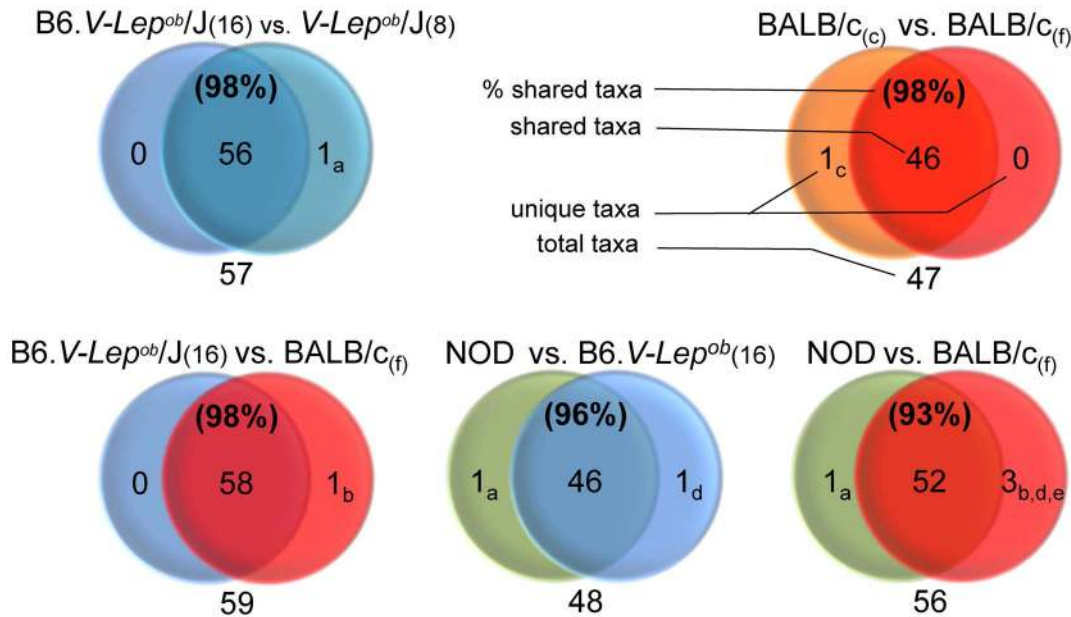 B6.V-Lepᵒᵇ/J(16) vs. V-Lepᵒᵇ/J(8)
(98%)
0 56 1a
57
BALB/c(c) vs. BALB/c(f)
% shared taxa
(98%)
shared taxa
1c 46 0
unique taxa
total taxa
47
B6.V-Lepᵒᵇ/J(16) vs. BALB/c(f)
(98%)
0 58 1b
59
NOD vs. B6.V-Lepᵒᵇ(16)
(96%)
1a 46 1d
48
NOD vs. BALB/c(f)
(93%)
1a 52 3b,d,e
56